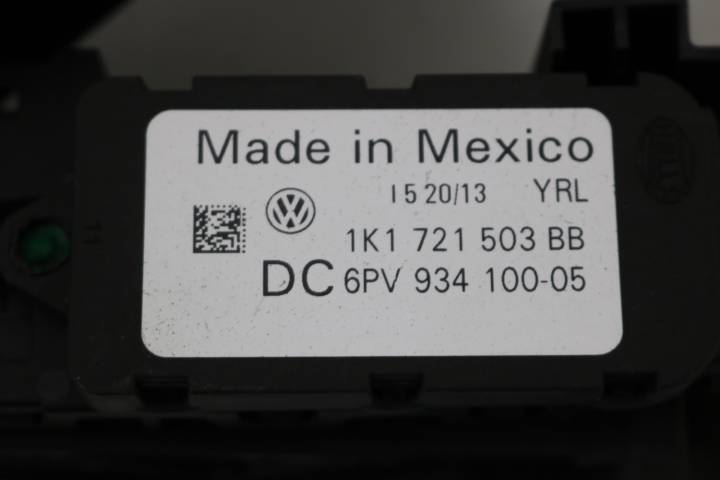 Made in Mexico
I 5 20/13 YRL
1K1 721 503 BB
DC 6PV 934 100-05